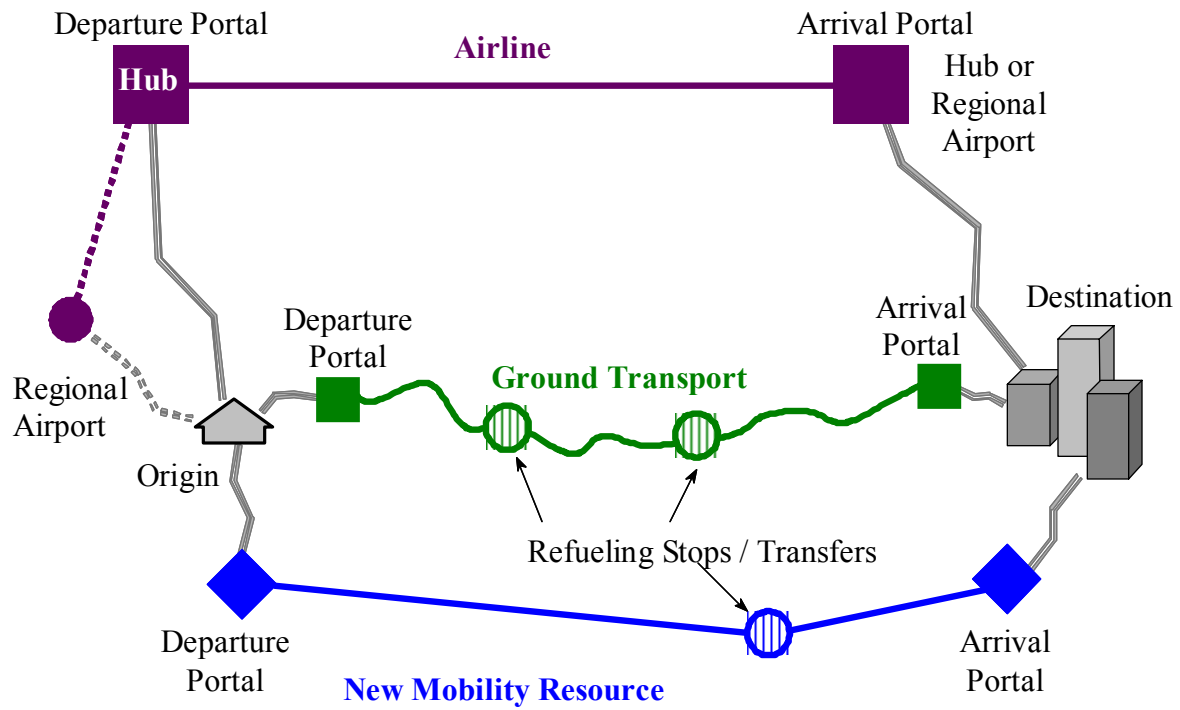 Departure Portal
Arrival Portal
Airline
Hub
Hub or
Regional
Airport
Destination
Departure
Portal
Arrival
Portal
Ground Transport
Regional
Airport
Origin
Refueling Stops / Transfers
Departure
Portal
Arrival
Portal
New Mobility Resource